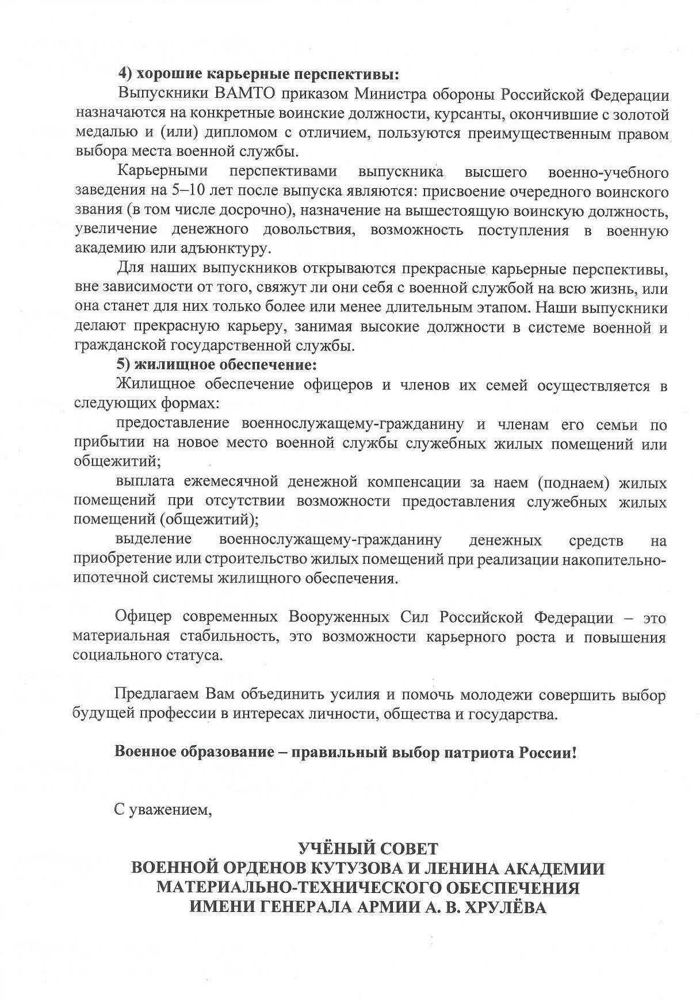 4) хорошие карьерные перспективы:
Выпускники ВАМТО приказом Министра обороны Российской Федерации
назначаются на конкретные воинские должности, курсанты, окончившие с золотой
медалью и (или) дипломом с отличием, пользуются преимущественным правом
выбора места военной службы.
Карьерными перспективами выпускника высшего военно-учебного
заведения на 5–10 лет после выпуска являются: присвоение очередного воинского
звания (в том числе досрочно), назначение на вышестоящую воинскую должность,
увеличение денежного довольствия, возможность поступления в военную
академию или адъюнктуру.
Для наших выпускников открываются прекрасные карьерные перспективы,
вне зависимости от того, свяжут ли они себя с военной службой на всю жизнь, или
она станет для них только более или менее длительным этапом. Наши выпускники
делают прекрасную карьеру, занимая высокие должности в системе военной и
гражданской государственной службы.
5) жилищное обеспечение:
Жилищное обеспечение офицеров и членов их семей осуществляется в
следующих формах:
предоставление военнослужащему-гражданину и членам его семьи по
прибытии на новое место военной службы служебных жилых помещений или
общежитий;
выплата ежемесячной денежной компенсации за наем (поднаем) жилых
помещений при отсутствии возможности предоставления служебных жилых
помещений (общежитий);
выделение военнослужащему-гражданину денежных средств на
приобретение или строительство жилых помещений при реализации накопительно-
ипотечной системы жилищного обеспечения.
Офицер современных Вооруженных Сил Российской Федерации – это
материальная стабильность, это возможности карьерного роста и повышения
социального статуса.
Предлагаем Вам объединить усилия и помочь молодежи совершить выбор
будущей профессии в интересах личности, общества и государства.
Военное образование – правильный выбор патриота России!
С уважением,
УЧЁНЫЙ СОВЕТ
ВОЕННОЙ ОРДЕНОВ КУТУЗОВА И ЛЕНИНА АКАДЕМИИ
МАТЕРИАЛЬНО-ТЕХНИЧЕСКОГО ОБЕСПЕЧЕНИЯ
ИМЕНИ ГЕНЕРАЛА АРМИИ А. В. ХРУЛЁВА